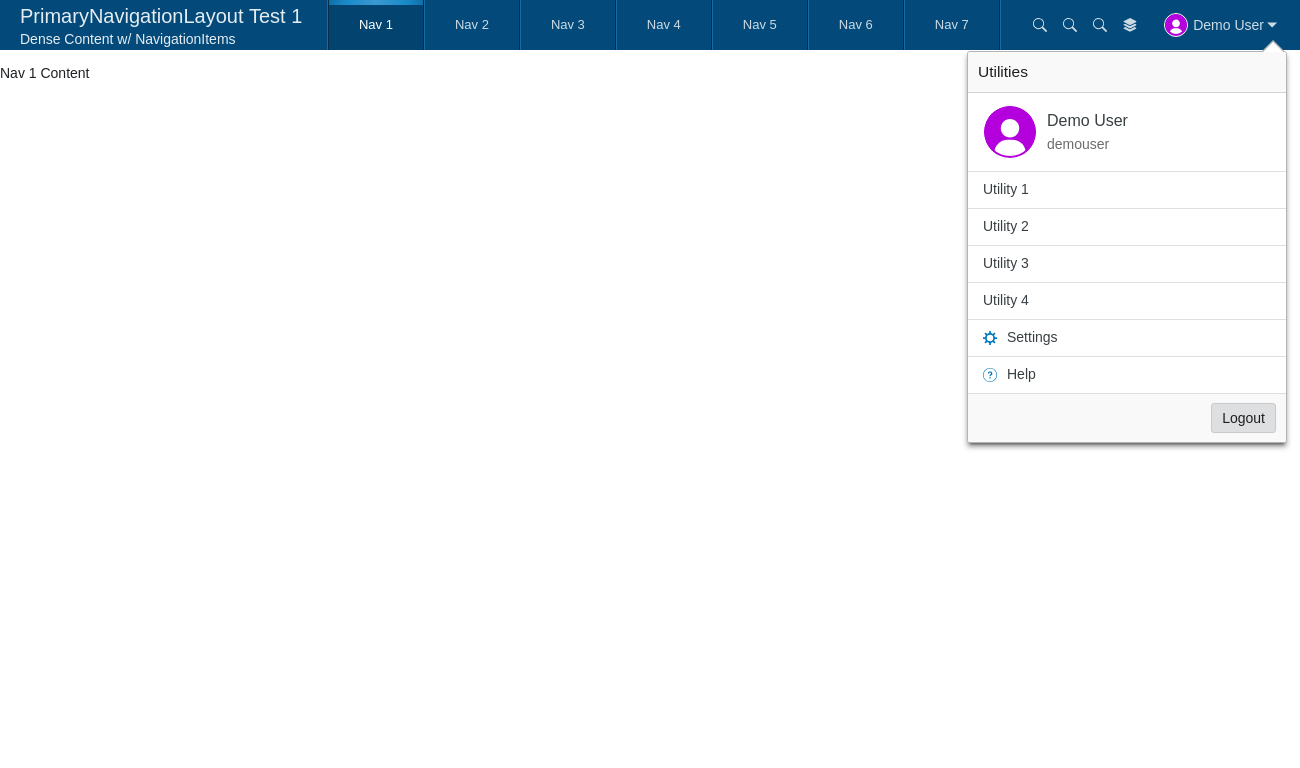 PrimaryNavigationLayout Test 1
Dense Content w/ NavigationItems
Nav 1
Nav 2
Nav 3
Nav 4
Nav 5
Nav 6
Nav 7
Demo User
Nav 1 Content
Utilities
Demo User
demouser
Utility 1
Utility 2
Utility 3
Utility 4
Settings
Help
Logout